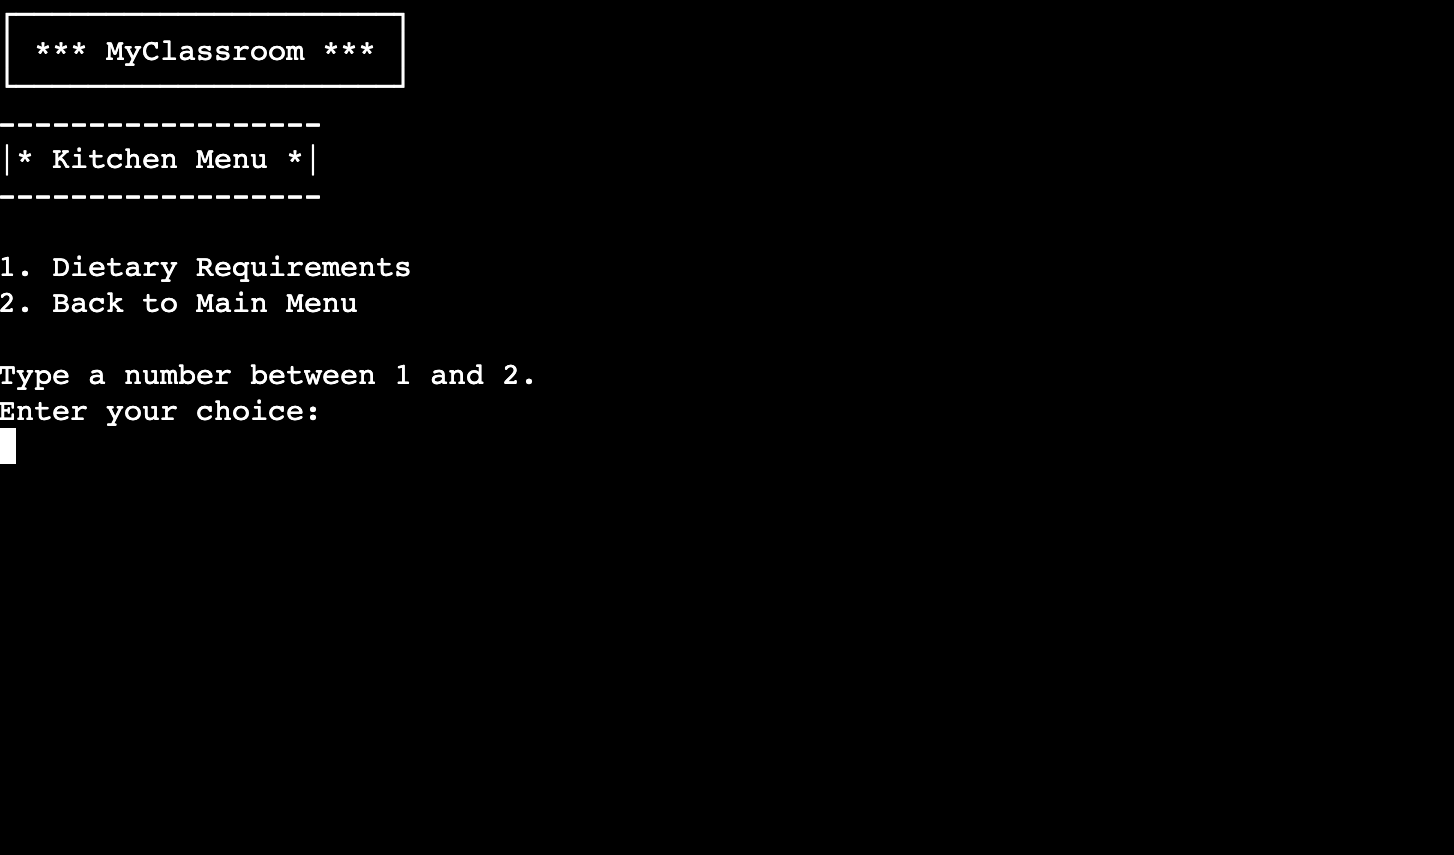 *** MyClassroom ***
------------------
|* Kitchen Menu *|
------------------
1. Dietary Requirements
2. Back to Main Menu
Type a number between 1 and 2.
Enter your choice: